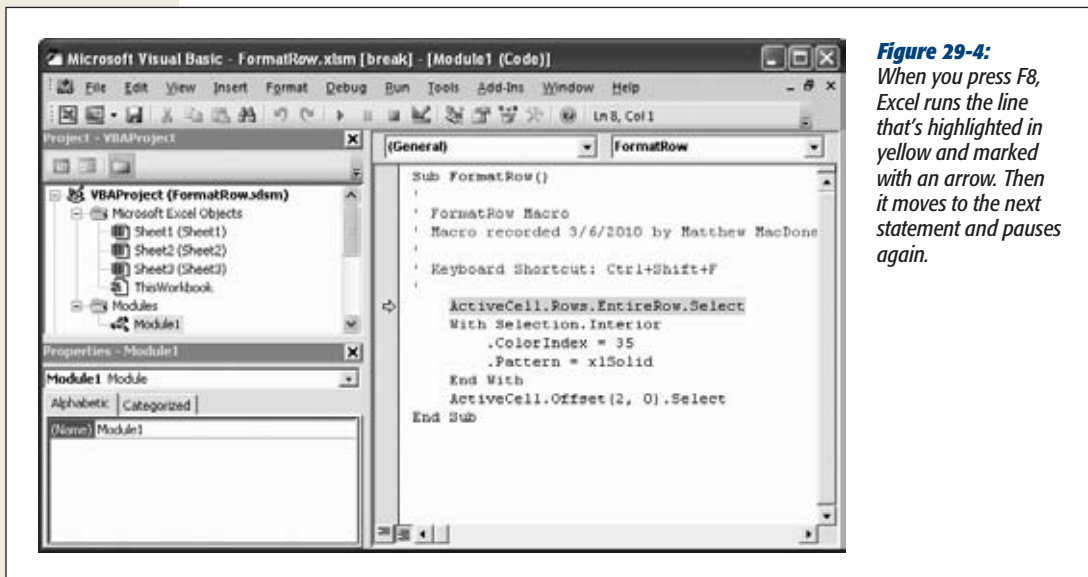 Microsoft Visual Basic - FormatRow.xlsm [break] - [Module1 (Code)]
File Edit View Insert Format Debug Run Tools Add-Ins Window Help
Ln 8, Col 1
Project - VBAProject
VBAProject (FormatRow.xlsm)
Microsoft Excel Objects
Sheet1 (Sheet1)
Sheet2 (Sheet2)
Sheet3 (Sheet3)
ThisWorkbook
Modules
Module1
Properties - Module1
Module1 Module
Alphabetic Categorized
(Name) Module1
(General) FormatRow
Sub FormatRow()
'
' FormatRow Macro
' Macro recorded 3/6/2010 by Matthew MacDone
'
' Keyboard Shortcut: Ctrl+Shift+F
'
ActiveCell.Rows.EntireRow.Select
With Selection.Interior
.ColorIndex = 35
.Pattern = xlSolid
End With
ActiveCell.Offset(2, 0).Select
End Sub
Figure 29-4:
When you press F8,
Excel runs the line
that's highlighted in
yellow and marked
with an arrow. Then
it moves to the next
statement and pauses
again.